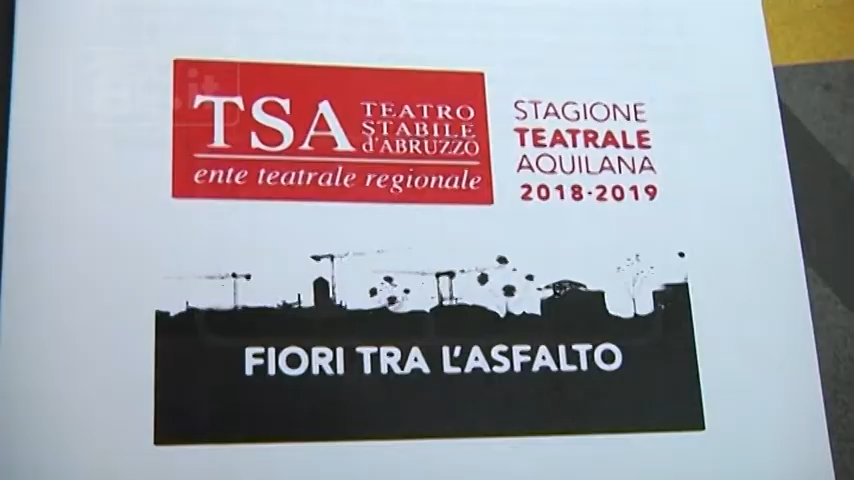 TSA
TEATRO
STABILE
d'ABRUZZO
ente teatrale regionale
STAGIONE
TEATRALE
AQUILANA
2018·2019
FIORI TRA L'ASFALTO